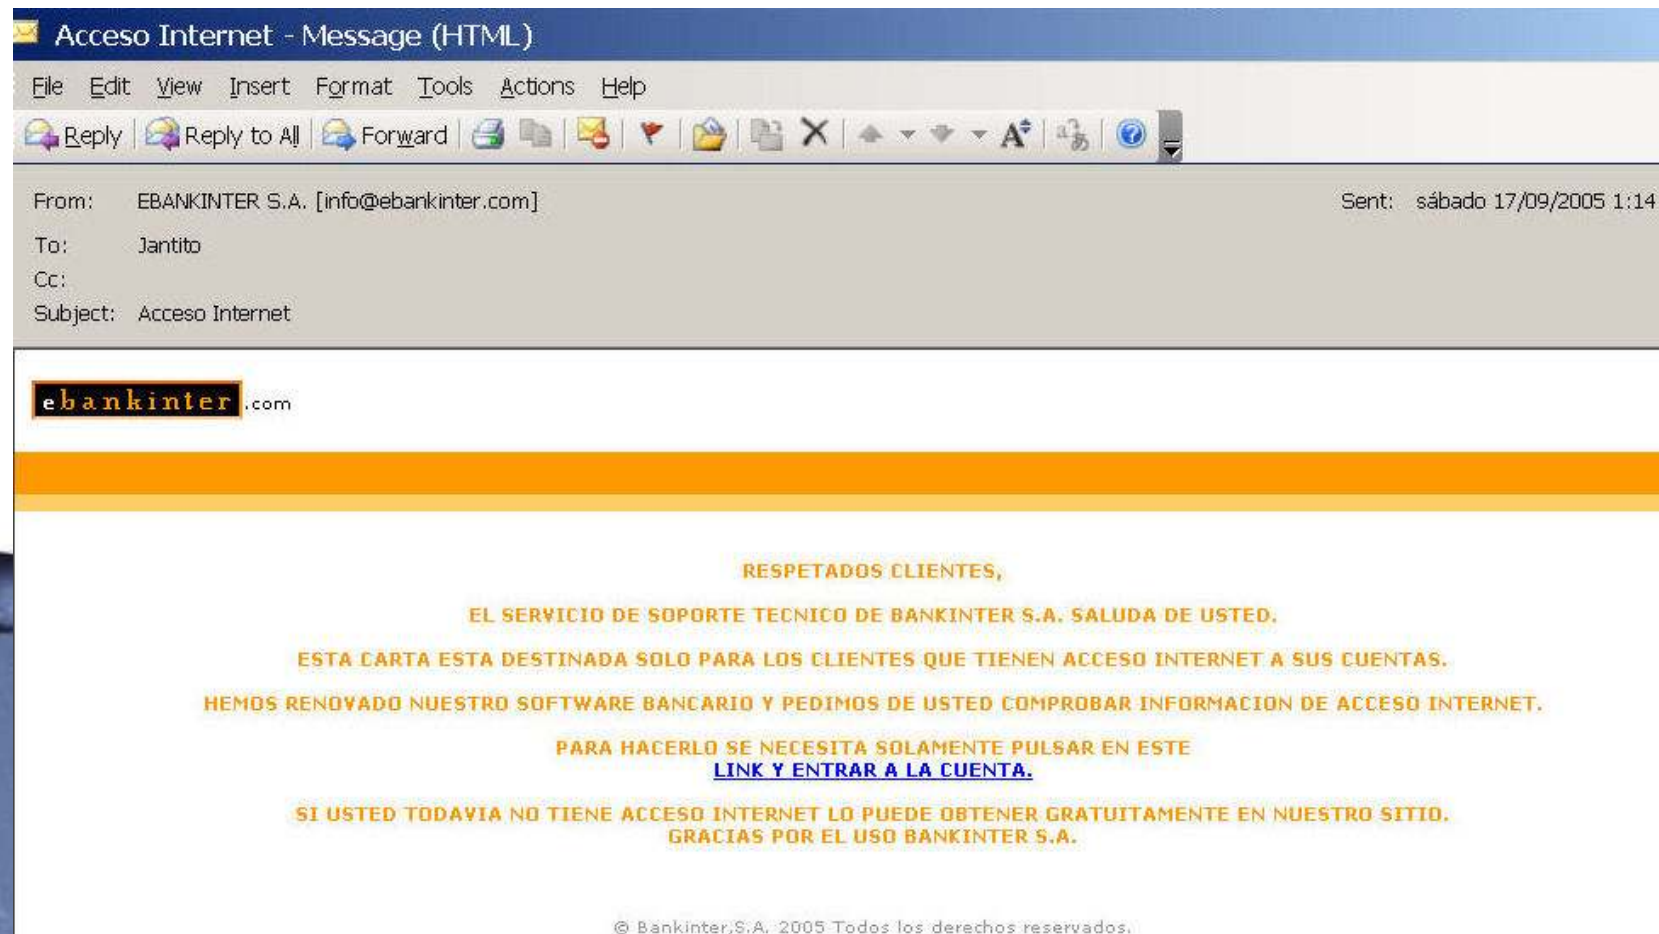 Acceso Internet - Message (HTML)
File Edit View Insert Format Tools Actions Help
Reply Reply to All Forward
From: EBANKINTER S.A. [info@ebankinter.com] Sent: sábado 17/09/2005 1:14
To: Jantito
Cc:
Subject: Acceso Internet
ebankinter.com
RESPETADOS CLIENTES,
EL SERVICIO DE SOPORTE TECNICO DE BANKINTER S.A. SALUDA DE USTED.
ESTA CARTA ESTA DESTINADA SOLO PARA LOS CLIENTES QUE TIENEN ACCESO INTERNET A SUS CUENTAS.
HEMOS RENOVADO NUESTRO SOFTWARE BANCARIO Y PEDIMOS DE USTED COMPROBAR INFORMACION DE ACCESO INTERNET.
PARA HACERLO SE NECESITA SOLAMENTE PULSAR EN ESTE
LINK Y ENTRAR A LA CUENTA.
SI USTED TODAVIA NO TIENE ACCESO INTERNET LO PUEDE OBTENER GRATUITAMENTE EN NUESTRO SITIO.
GRACIAS POR EL USO BANKINTER S.A.
© Bankinter,S.A. 2005 Todos los derechos reservados.